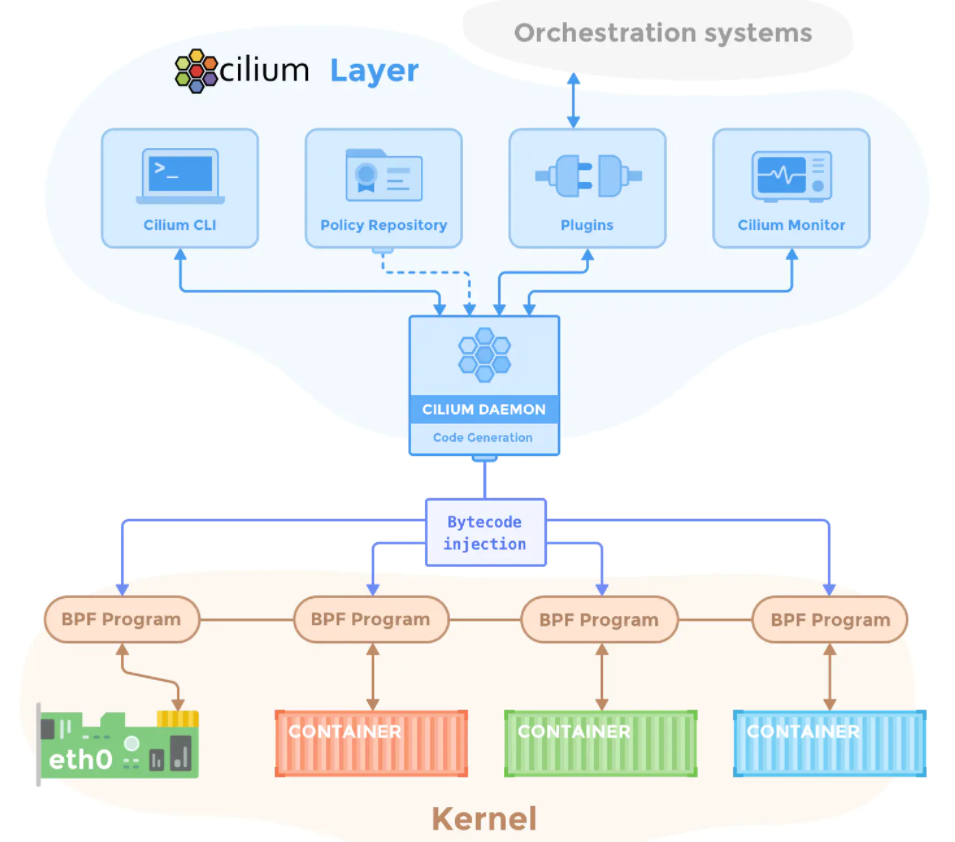 Orchestration systems
cilium Layer
>_
Cilium CLI
Policy Repository
Plugins
Cilium Monitor
CILIUM DAEMON
Code Generation
Bytecode
injection
BPF Program
BPF Program
BPF Program
BPF Program
eth0
CONTAINER
CONTAINER
CONTAINER
Kernel